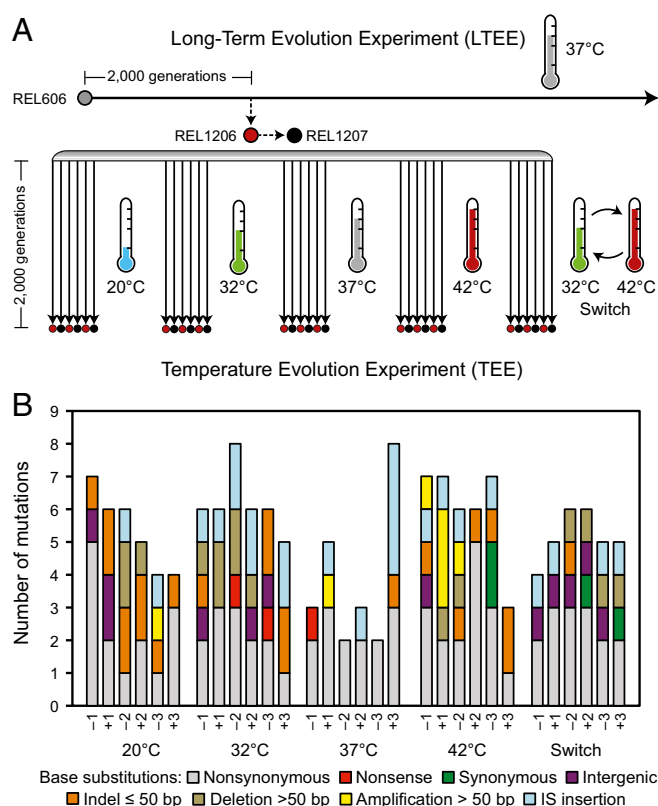 A
Long-Term Evolution Experiment (LTEE)
37°C
2,000 generations
REL606
REL1206
REL1207
2,000 generations
20°C
32°C
37°C
42°C
32°C
42°C
Switch
Temperature Evolution Experiment (TEE)
B
Number of mutations
9
8
7
6
5
4
3
2
1
0
−1 +1 −2 +2 −3 +3 −1 +1 −2 +2 −3 +3 −1 +1 −2 +2 −3 +3 −1 +1 −2 +2 −3 +3 −1 +1 −2 +2 −3 +3
20°C 32°C 37°C 42°C Switch
Base substitutions: Nonsynonymous Nonsense Synonymous Intergenic
Indel ≤ 50 bp Deletion >50 bp Amplification > 50 bp IS insertion